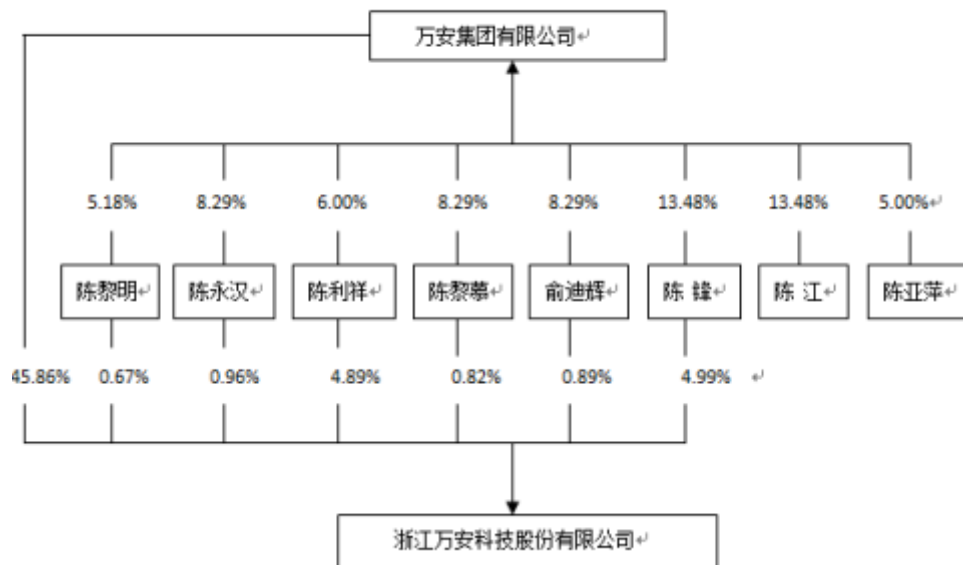 万安集团有限公司
5.18% 8.29% 6.00% 8.29% 8.29% 13.48% 13.48% 5.00%
陈黎明 陈永汉 陈利祥 陈黎慕 俞迪辉 陈 锋 陈 江 陈亚萍
45.86% 0.67% 0.96% 4.89% 0.82% 0.89% 4.99%
浙江万安科技股份有限公司